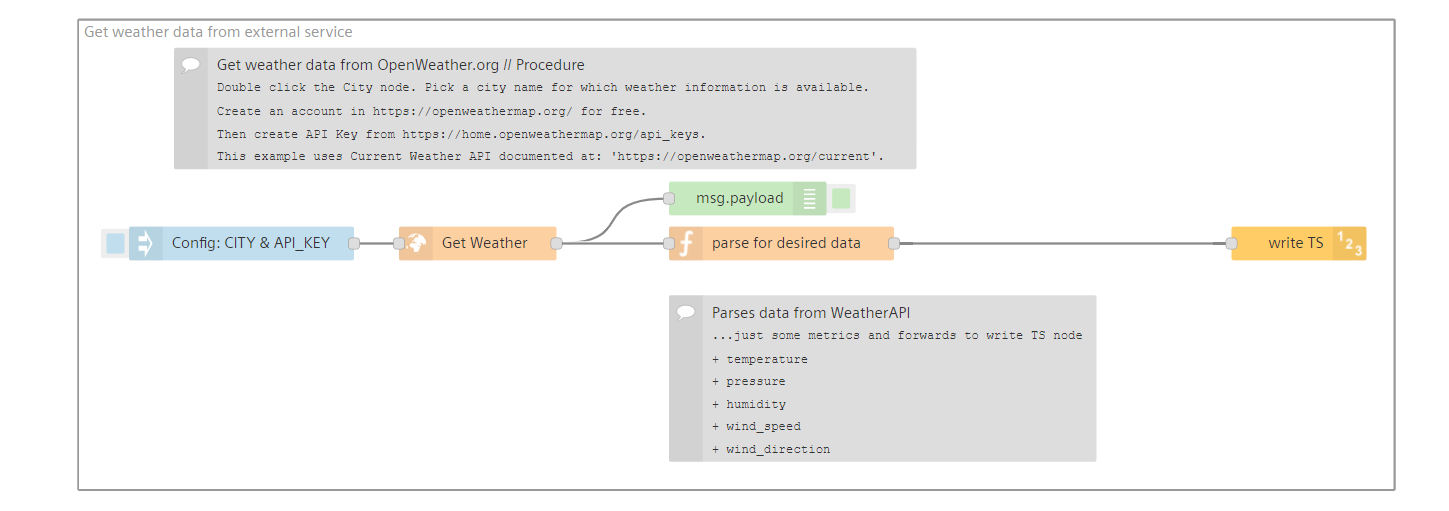 Get weather data from external service
Get weather data from OpenWeather.org // Procedure
Double click the City node. Pick a city name for which weather information is available.
Create an account in https://openweathermap.org/ for free.
Then create API Key from https://home.openweathermap.org/api_keys.
This example uses Current Weather API documented at: 'https://openweathermap.org/current'.
msg.payload
Config: CITY & API_KEY
Get Weather
parse for desired data
write TS
123
Parses data from WeatherAPI
...just some metrics and forwards to write TS node
+ temperature
+ pressure
+ humidity
+ wind_speed
+ wind_direction